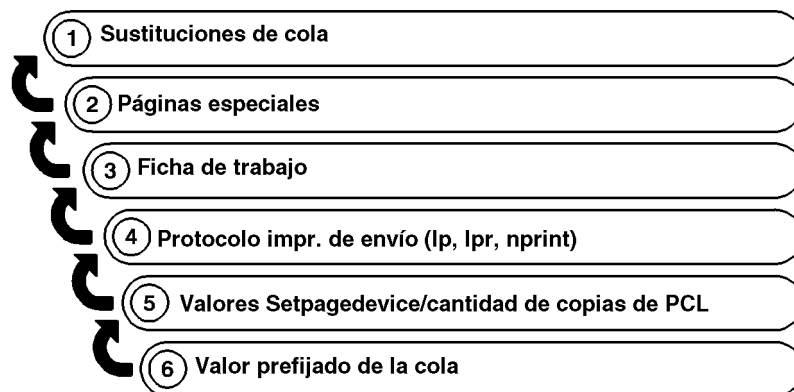 1 Sustituciones de cola
2 Páginas especiales
3 Ficha de trabajo
4 Protocolo impr. de envío (lp, lpr, nprint)
5 Valores Setpagedevice/cantidad de copias de PCL
6 Valor prefijado de la cola